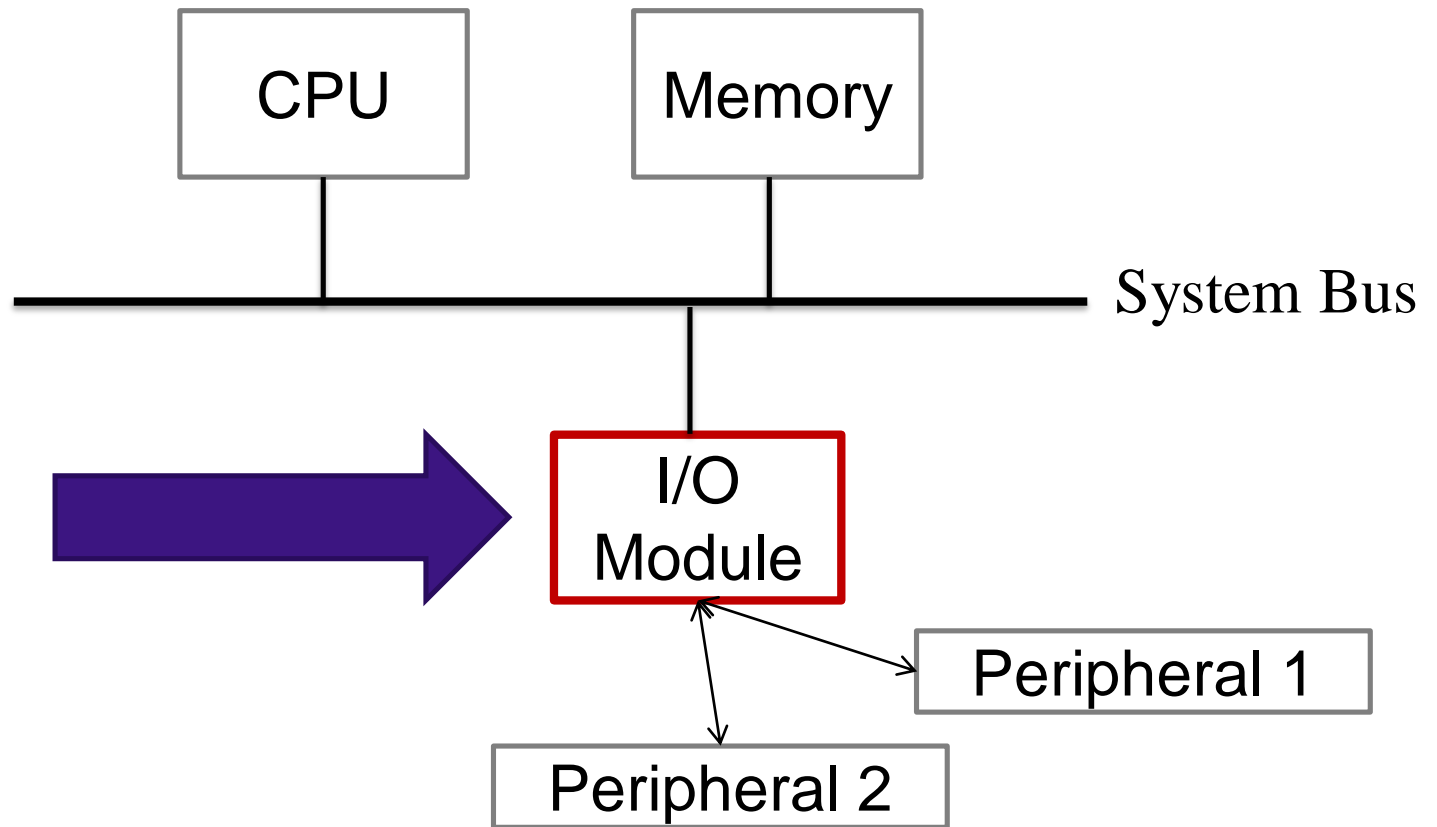 CPU
Memory
System Bus
I/O
Module
Peripheral 1
Peripheral 2